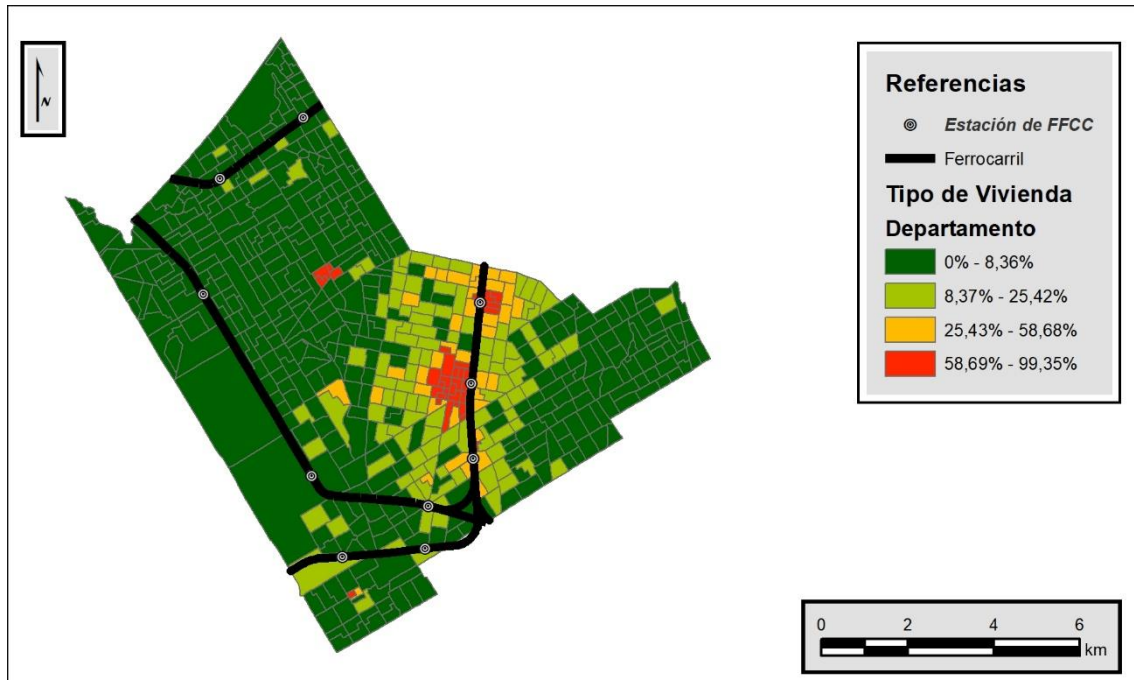 N
Referencias
Estación de FFCC
Ferrocarril
Tipo de Vivienda
Departamento
0% - 8,36%
8,37% - 25,42%
25,43% - 58,68%
58,69% - 99,35%
0 2 4 6
km